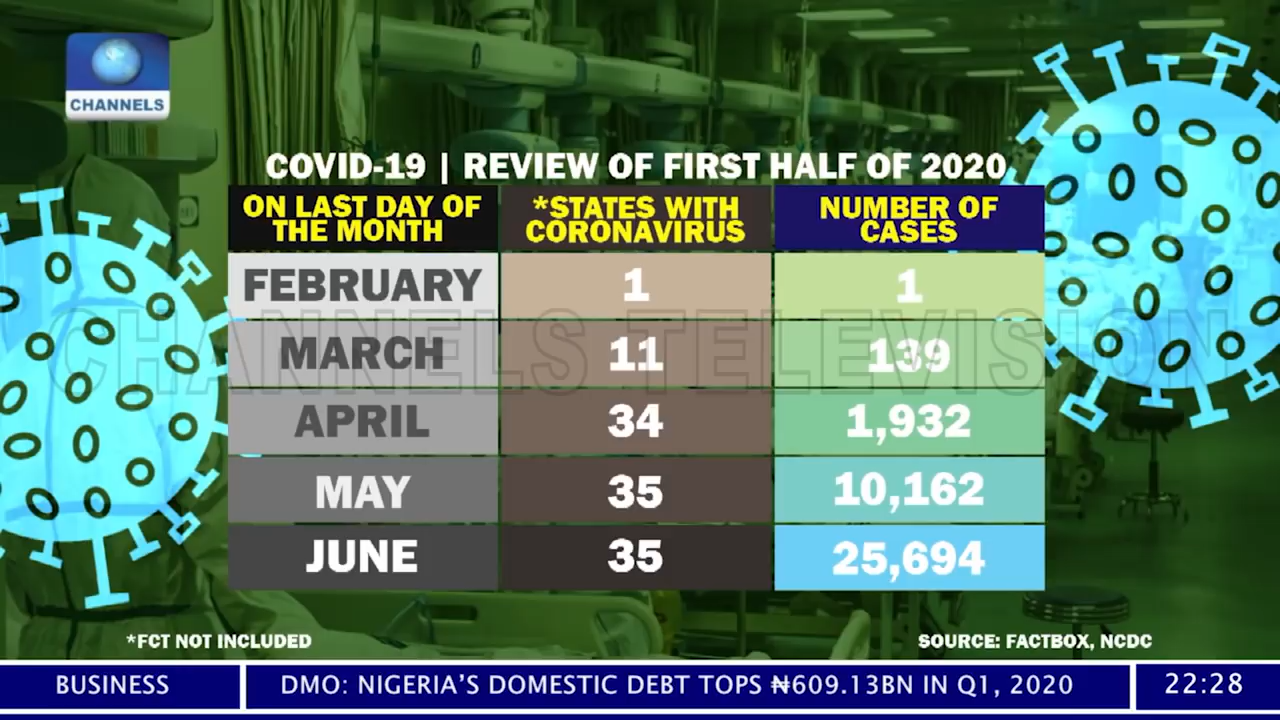 CHANNELS
COVID-19 | REVIEW OF FIRST HALF OF 2020
ON LAST DAY OF
THE MONTH
*STATES WITH
CORONAVIRUS
NUMBER OF
CASES
FEBRUARY 1 1
CHANNELS TELEVISION
MARCH 11 139
APRIL 34 1,932
MAY 35 10,162
JUNE 35 25,694
*FCT NOT INCLUDED
SOURCE: FACTBOX, NCDC
BUSINESS
DMO: NIGERIA'S DOMESTIC DEBT TOPS ₦609.13BN IN Q1, 2020
22:28